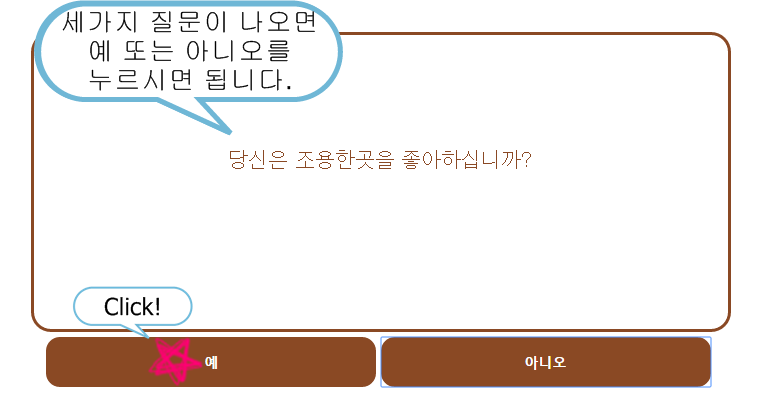 세가지 질문이 나오면
예 또는 아니오를
누르시면 됩니다.
당신은 조용한곳을 좋아하십니까?
Click!
예
아니오